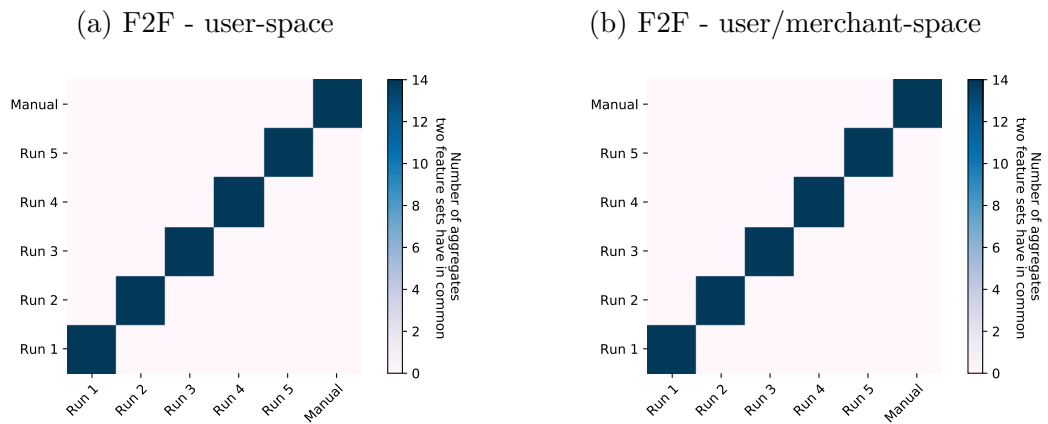 (a) F2F - user-space
Manual
Run 5
Run 4
Run 3
Run 2
Run 1
Run 1
Run 2
Run 3
Run 4
Run 5
Manual
14
12
10
8
6
4
2
0
Number of aggregates
two feature sets have in common
(b) F2F - user/merchant-space
Manual
Run 5
Run 4
Run 3
Run 2
Run 1
Run 1
Run 2
Run 3
Run 4
Run 5
Manual
14
12
10
8
6
4
2
0
Number of aggregates
two feature sets have in common